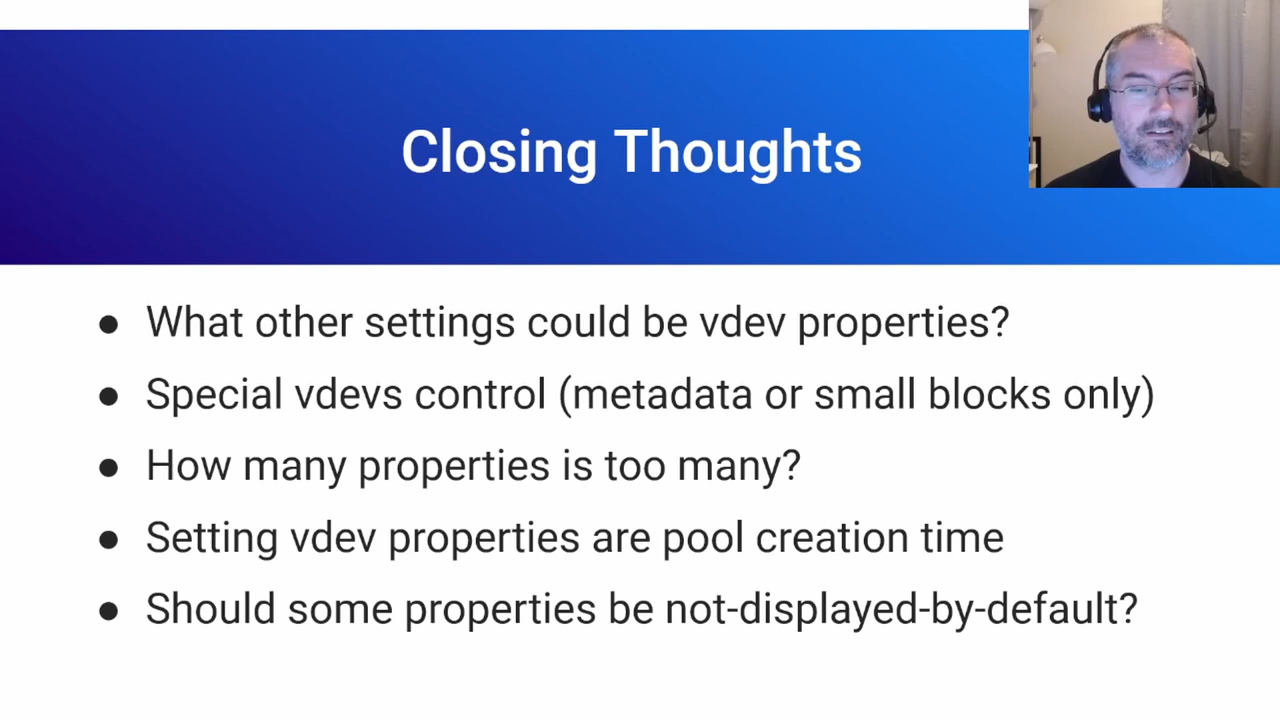 Closing Thoughts
● What other settings could be vdev properties?
● Special vdevs control (metadata or small blocks only)
● How many properties is too many?
● Setting vdev properties are pool creation time
● Should some properties be not-displayed-by-default?